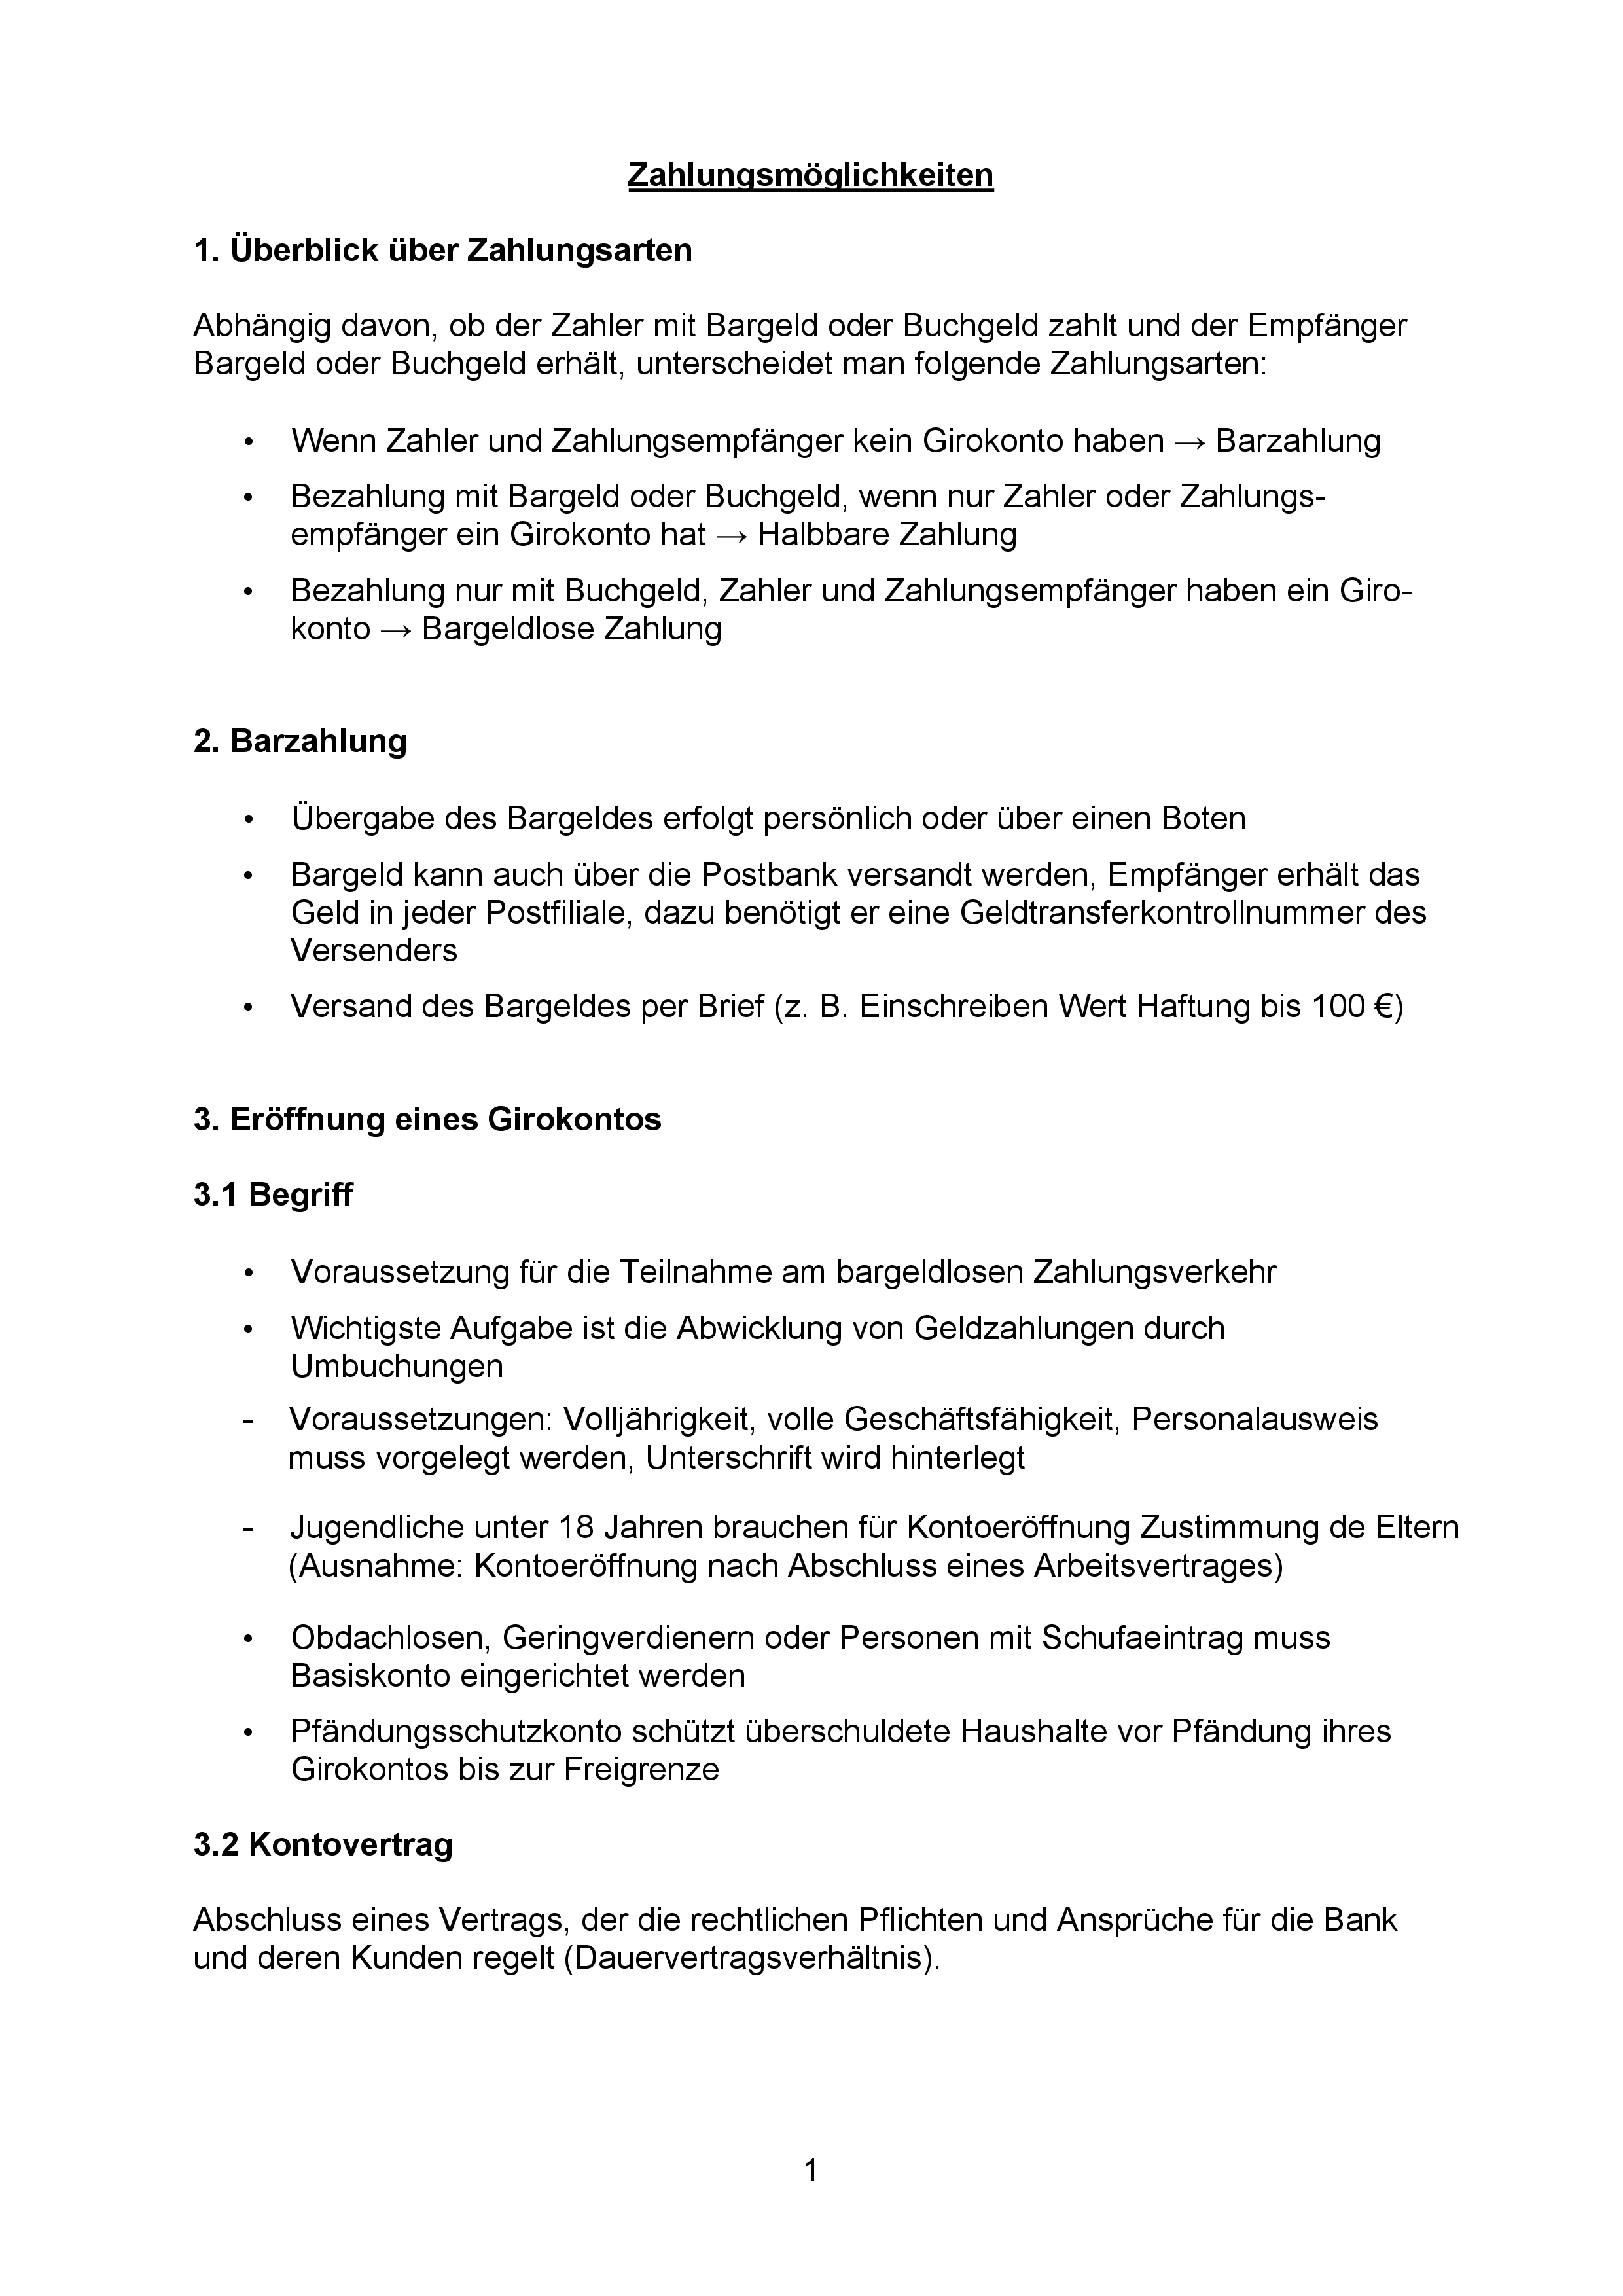 Zahlungsmöglichkeiten
1. Überblick über Zahlungsarten
Abhängig davon, ob der Zahler mit Bargeld oder Buchgeld zahlt und der Empfänger
Bargeld oder Buchgeld erhält, unterscheidet man folgende Zahlungsarten:
• Wenn Zahler und Zahlungsempfänger kein Girokonto haben → Barzahlung
• Bezahlung mit Bargeld oder Buchgeld, wenn nur Zahler oder Zahlungs-
empfänger ein Girokonto hat → Halbbare Zahlung
• Bezahlung nur mit Buchgeld, Zahler und Zahlungsempfänger haben ein Giro-
konto → Bargeldlose Zahlung
2. Barzahlung
• Übergabe des Bargeldes erfolgt persönlich oder über einen Boten
• Bargeld kann auch über die Postbank versandt werden, Empfänger erhält das
Geld in jeder Postfiliale, dazu benötigt er eine Geldtransferkontrollnummer des
Versenders
• Versand des Bargeldes per Brief (z. B. Einschreiben Wert Haftung bis 100 €)
3. Eröffnung eines Girokontos
3.1 Begriff
• Voraussetzung für die Teilnahme am bargeldlosen Zahlungsverkehr
• Wichtigste Aufgabe ist die Abwicklung von Geldzahlungen durch
Umbuchungen
- Voraussetzungen: Volljährigkeit, volle Geschäftsfähigkeit, Personalausweis
muss vorgelegt werden, Unterschrift wird hinterlegt
- Jugendliche unter 18 Jahren brauchen für Kontoeröffnung Zustimmung de Eltern
(Ausnahme: Kontoeröffnung nach Abschluss eines Arbeitsvertrages)
• Obdachlosen, Geringverdienern oder Personen mit Schufaeintrag muss
Basiskonto eingerichtet werden
• Pfändungsschutzkonto schützt überschuldete Haushalte vor Pfändung ihres
Girokontos bis zur Freigrenze
3.2 Kontovertrag
Abschluss eines Vertrags, der die rechtlichen Pflichten und Ansprüche für die Bank
und deren Kunden regelt (Dauervertragsverhältnis).
1